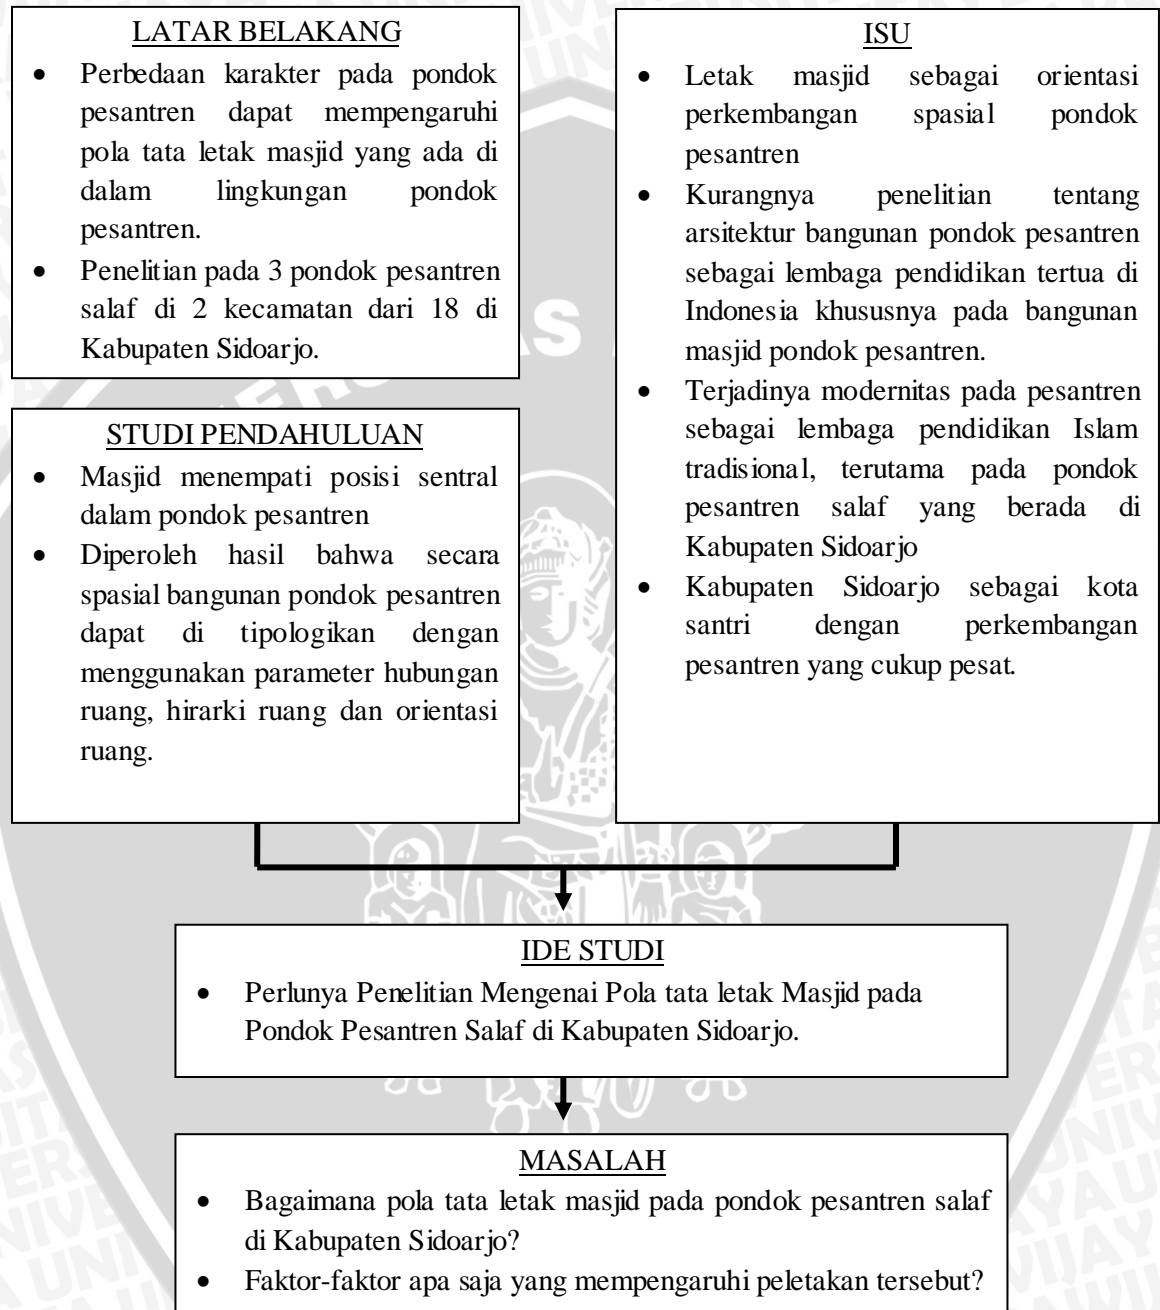 LATAR BELAKANG
• Perbedaan karakter pada pondok
pesantren dapat mempengaruhi
pola tata letak masjid yang ada di
dalam lingkungan pondok
pesantren.
• Penelitian pada 3 pondok pesantren
salaf di 2 kecamatan dari 18 di
Kabupaten Sidoarjo.
STUDI PENDAHULUAN
• Masjid menempati posisi sentral
dalam pondok pesantren
• Diperoleh hasil bahwa secara
spasial bangunan pondok pesantren
dapat di tipologikan dengan
menggunakan parameter hubungan
ruang, hirarki ruang dan orientasi
ruang.
ISU
• Letak masjid sebagai orientasi
perkembangan spasial pondok
pesantren
• Kurangnya penelitian tentang
arsitektur bangunan pondok pesantren
sebagai lembaga pendidikan tertua di
Indonesia khususnya pada bangunan
masjid pondok pesantren.
• Terjadinya modernitas pada pesantren
sebagai lembaga pendidikan Islam
tradisional, terutama pada pondok
pesantren salaf yang berada di
Kabupaten Sidoarjo
• Kabupaten Sidoarjo sebagai kota
santri dengan perkembangan
pesantren yang cukup pesat.
IDE STUDI
• Perlunya Penelitian Mengenai Pola tata letak Masjid pada
Pondok Pesantren Salaf di Kabupaten Sidoarjo.
MASALAH
• Bagaimana pola tata letak masjid pada pondok pesantren salaf
di Kabupaten Sidoarjo?
• Faktor-faktor apa saja yang mempengaruhi peletakan tersebut?